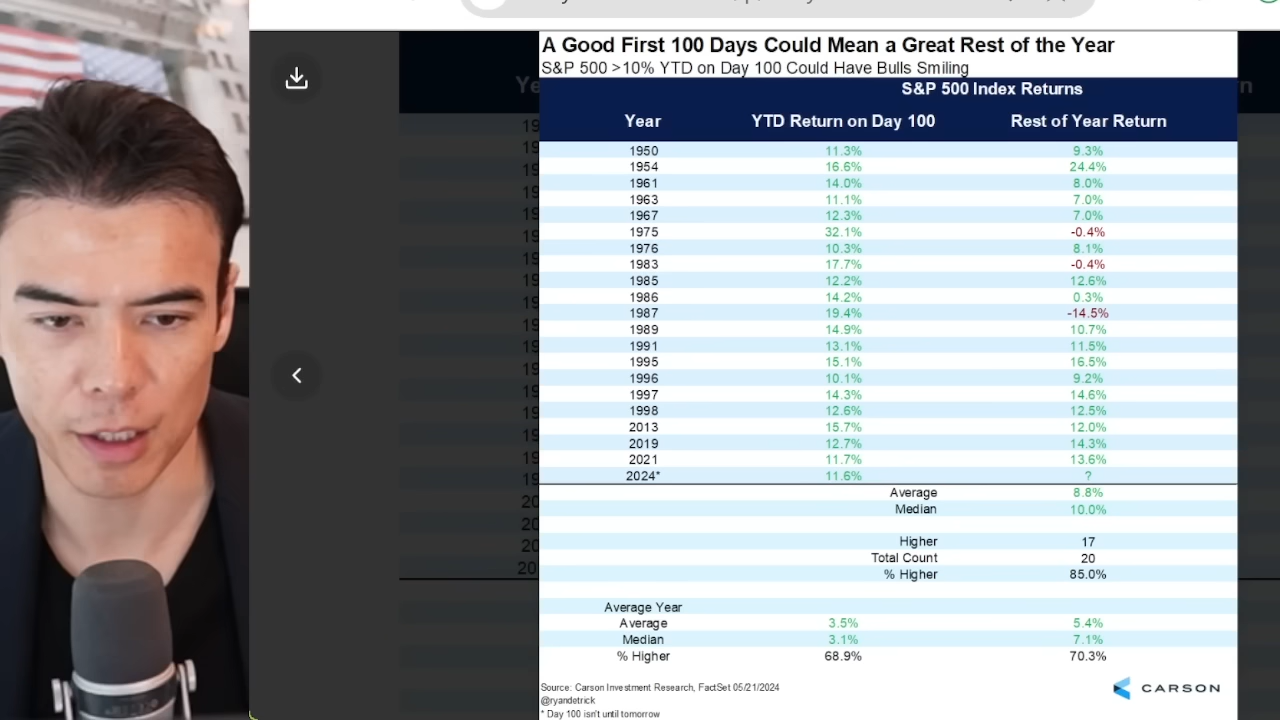 A Good First 100 Days Could Mean a Great Rest of the Year
S&P 500 >10% YTD on Day 100 Could Have Bulls Smiling
S&P 500 Index Returns
Year YTD Return on Day 100 Rest of Year Return
1950 11.3% 9.3%
1954 16.6% 24.4%
1961 14.0% 8.0%
1963 11.1% 7.0%
1967 12.3% 7.0%
1975 32.1% -0.4%
1976 10.3% 8.1%
1983 17.7% -0.4%
1985 12.2% 12.6%
1986 14.2% 0.3%
1987 19.4% -14.5%
1989 14.9% 10.7%
1991 13.1% 11.5%
1995 15.1% 16.5%
1996 10.1% 9.2%
1997 14.3% 14.6%
1998 12.6% 12.5%
2013 15.7% 12.0%
2019 12.7% 14.3%
2021 11.7% 13.6%
2024* 11.6% ?
Average 8.8%
Median 10.0%
Higher 17
Total Count 20
% Higher 85.0%
Average Year
Average 3.5% 5.4%
Median 3.1% 7.1%
% Higher 68.9% 70.3%
Source: Carson Investment Research, FactSet 05/21/2024
@ryandetrick
* Day 100 isn't until tomorrow
CARSON